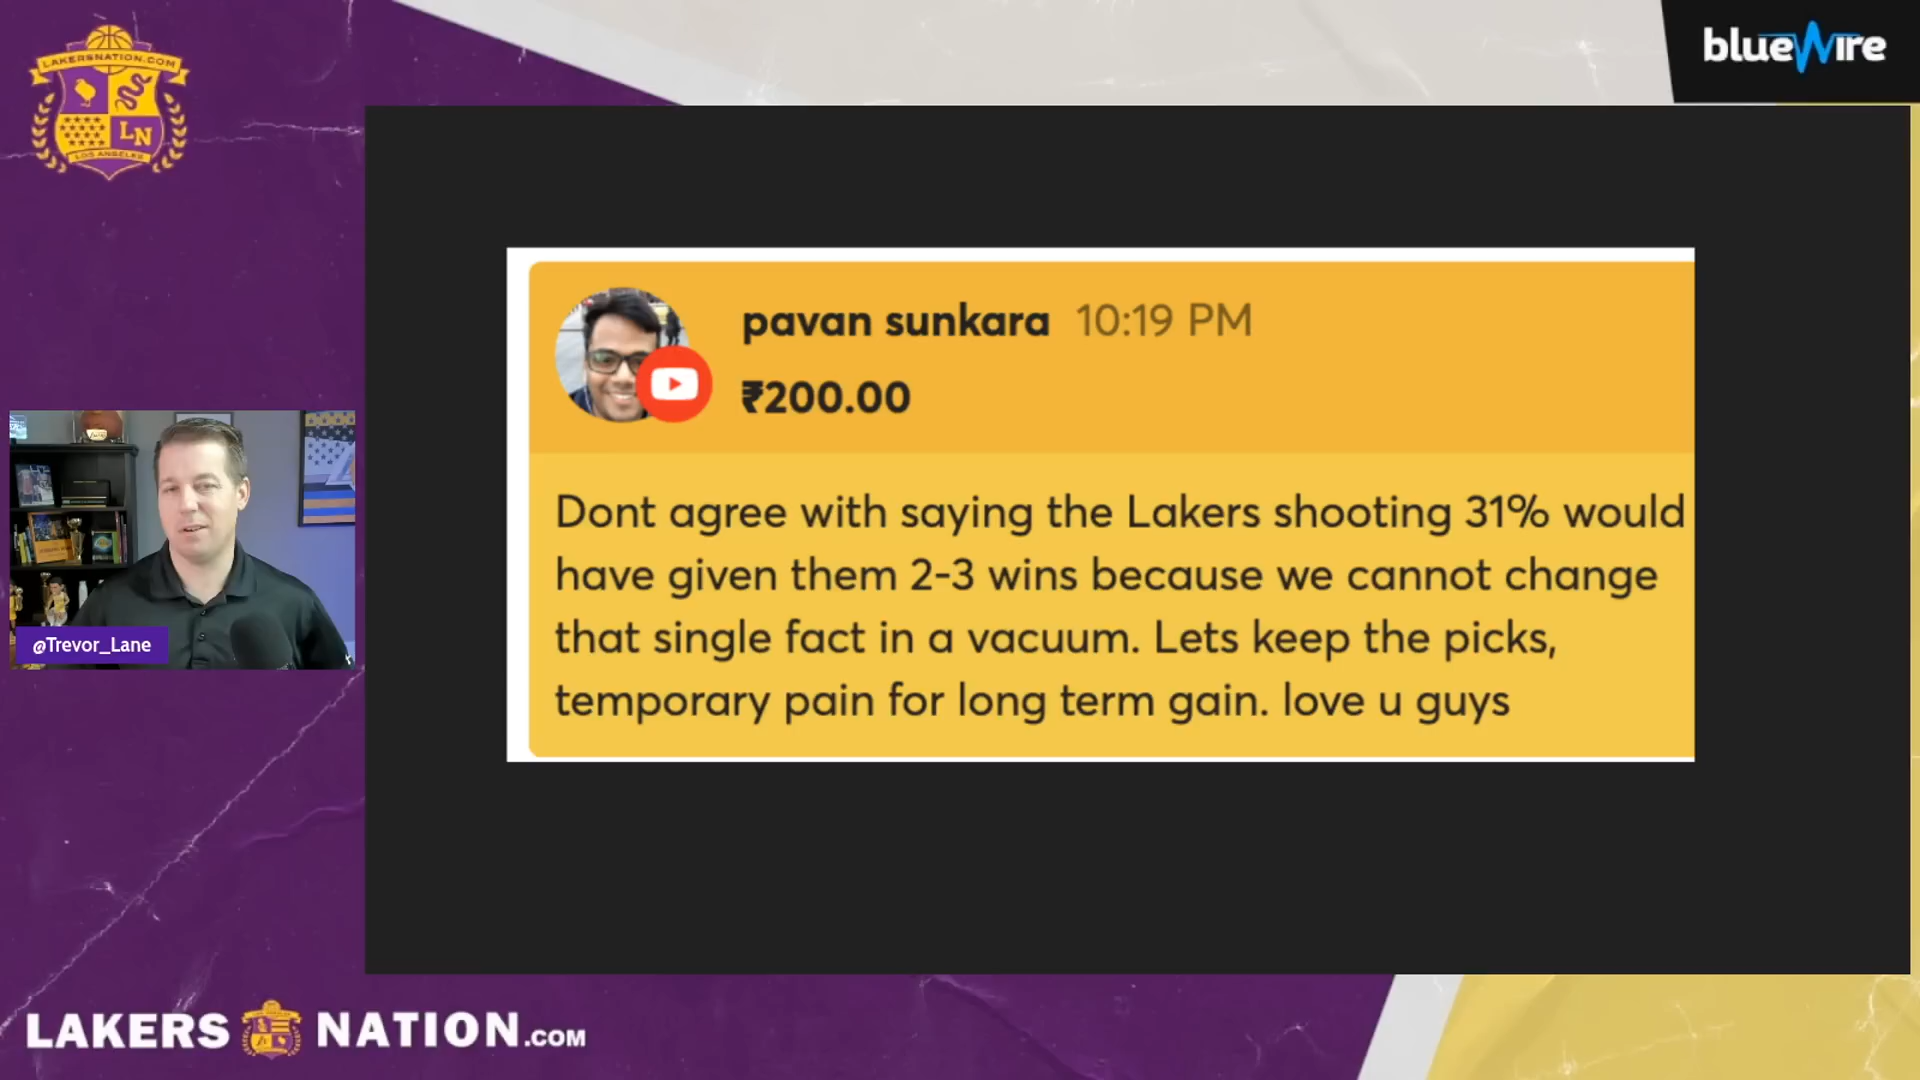 LAKERSNATION.COM
LN
LOS ANGELES
blueWire
pavan sunkara 10:19 PM
₹200.00
Dont agree with saying the Lakers shooting 31% would
have given them 2-3 wins because we cannot change
that single fact in a vacuum. Lets keep the picks,
temporary pain for long term gain. love u guys
@Trevor_Lane
LAKERS NATION.COM